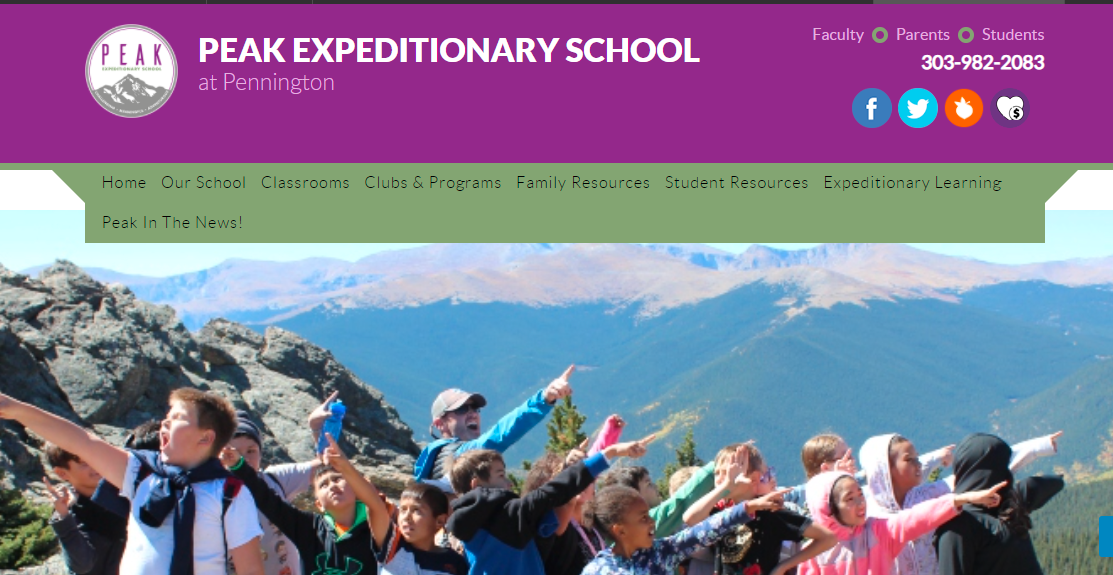 PEAK
EXPEDITIONARY SCHOOL
PEAK EXPEDITIONARY SCHOOL
at Pennington
Faculty Parents Students
303-982-2083
Home Our School Classrooms Clubs & Programs Family Resources Student Resources Expeditionary Learning
Peak In The News!